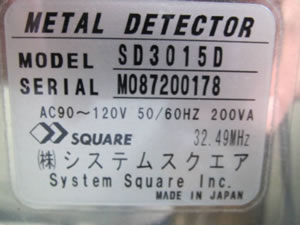 METAL DETECTOR
MODEL SD3015D
SERIAL M087200178
AC90～120V 50/60HZ 200VA
SQUARE 32.49MHz
㈱システムスクエア
System Square Inc.
MADE IN JAPAN